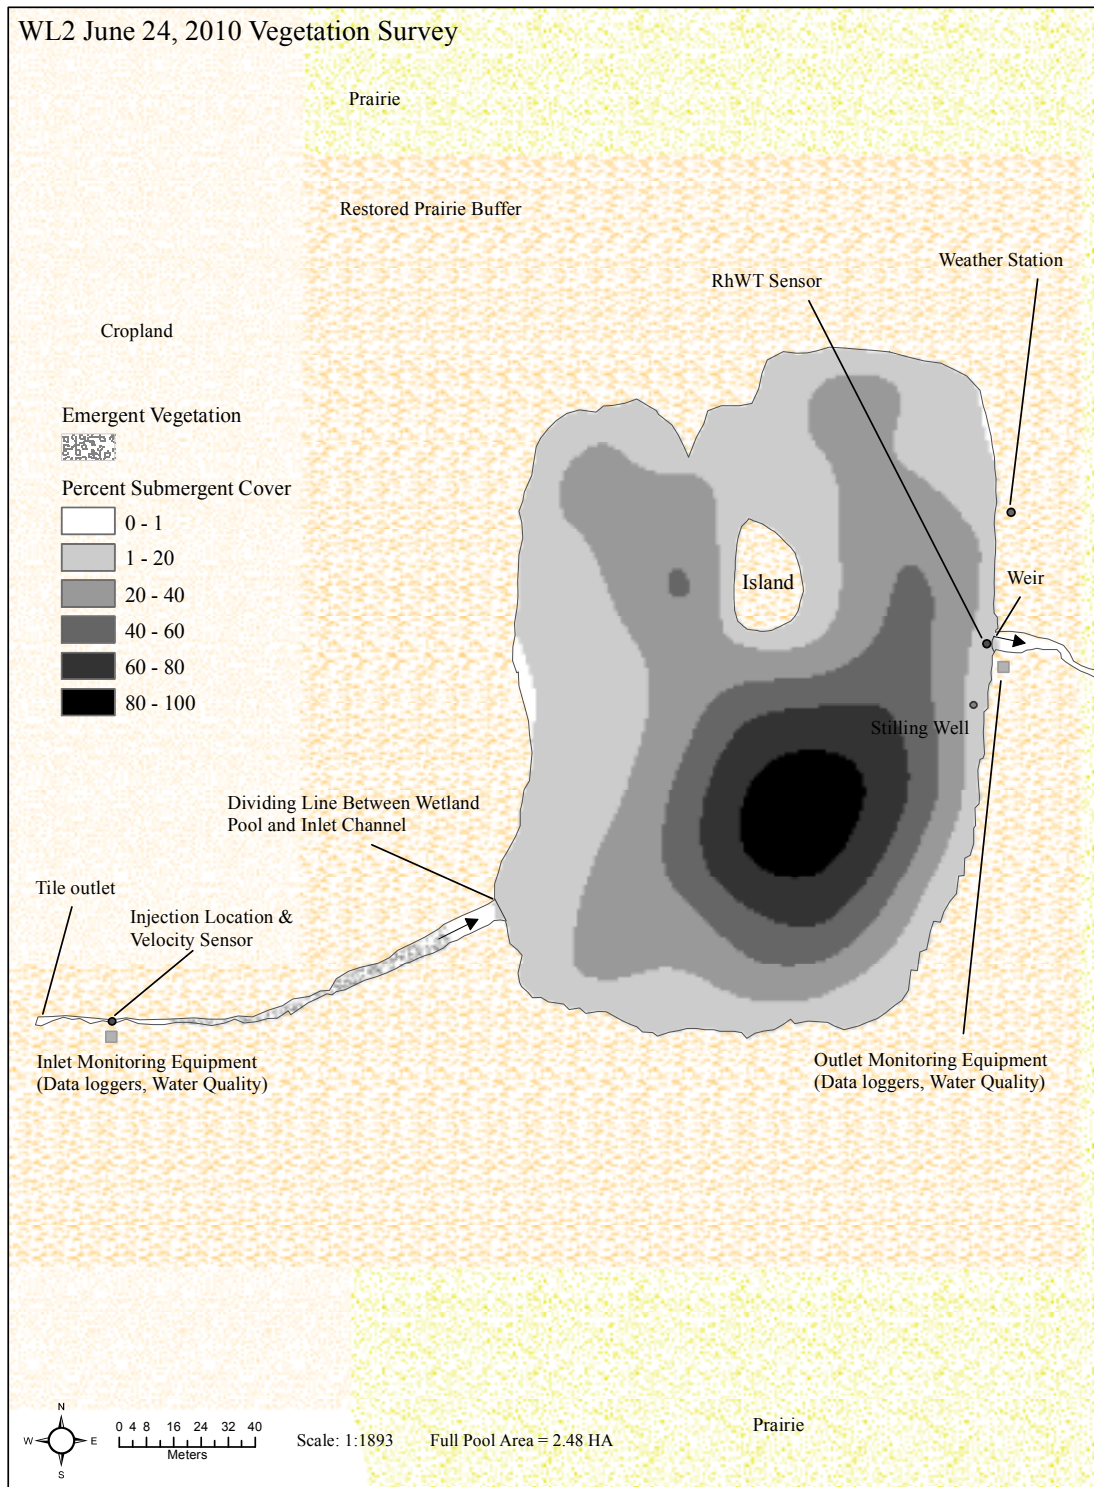 WL2 June 24, 2010 Vegetation Survey
Prairie
Restored Prairie Buffer
Weather Station
RhWT Sensor
Cropland
Emergent Vegetation
Percent Submergent Cover
0 - 1
1 - 20
20 - 40
40 - 60
60 - 80
80 - 100
Island
Weir
Stilling Well
Dividing Line Between Wetland
Pool and Inlet Channel
Tile outlet
Injection Location &
Velocity Sensor
Inlet Monitoring Equipment
(Data loggers, Water Quality)
Outlet Monitoring Equipment
(Data loggers, Water Quality)
Prairie
N
W E
S
0 4 8 16 24 32 40
Meters
Scale: 1:1893 Full Pool Area = 2.48 HA